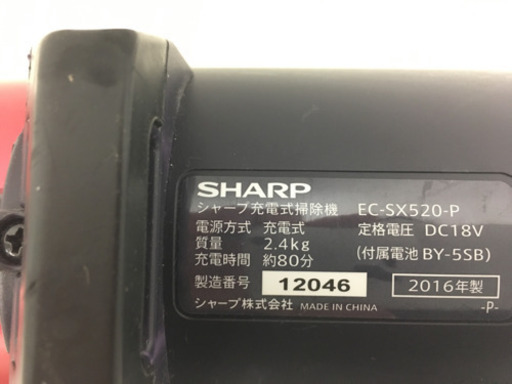 SHARP
シャープ充電式掃除機 EC-SX520-P
電源方式 充電式 定格電圧 DC18V
質量 2.4kg (付属電池 BY-5SB)
充電時間 約80分
製造番号 12046 2016年製
シャープ株式会社 MADE IN CHINA -P-